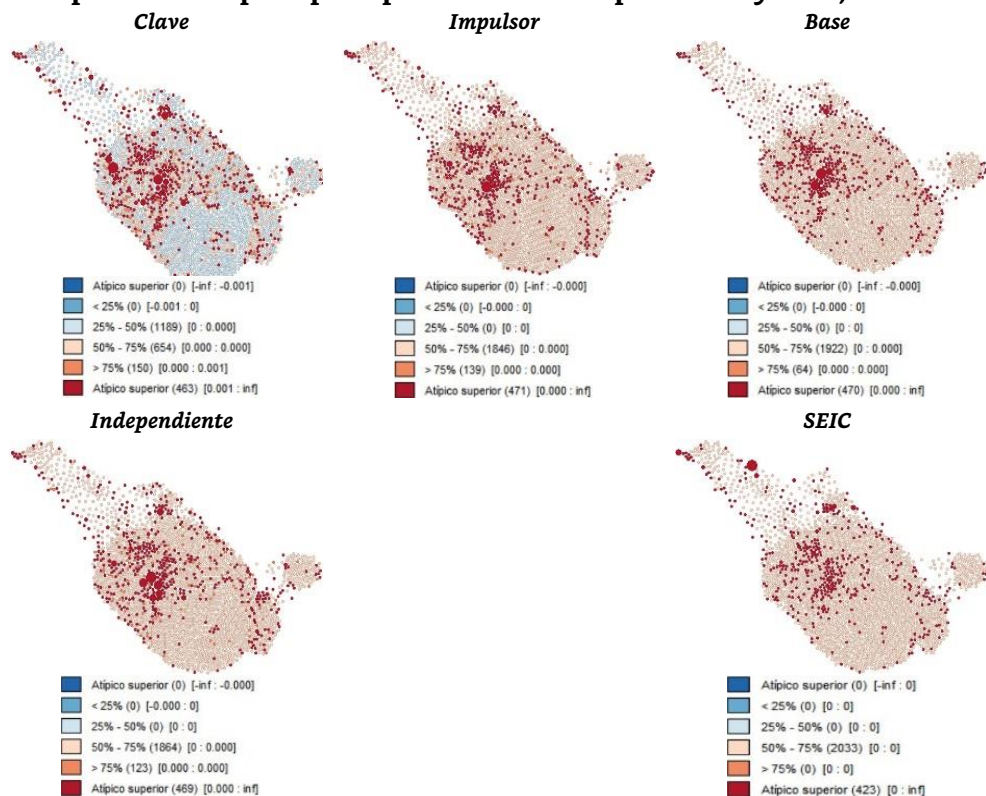 Clave
Impulsor
Base
Atípico superior (0) [-inf : -0.001]
< 25% (0) [-0.001 : 0]
25% - 50% (1189) [0 : 0.000]
50% - 75% (654) [0.000 : 0.000]
> 75% (150) [0.000 : 0.001]
Atípico superior (463) [0.001 : inf]
Atípico superior (0) [-inf : -0.000]
< 25% (0) [-0.000 : 0]
25% - 50% (0) [0 : 0]
50% - 75% (1846) [0 : 0.000]
> 75% (139) [0.000 : 0.000]
Atípico superior (471) [0.000 : inf]
Atípico superior (0) [-inf : -0.000]
< 25% (0) [-0.000 : 0]
25% - 50% (0) [0 : 0]
50% - 75% (1922) [0 : 0.000]
> 75% (64) [0.000 : 0.000]
Atípico superior (470) [0.000 : inf]
Independiente
SEIC
Atípico superior (0) [-inf : -0.000]
< 25% (0) [-0.000 : 0]
25% - 50% (0) [0 : 0]
50% - 75% (1864) [0 : 0.000]
> 75% (123) [0.000 : 0.000]
Atípico superior (469) [0.000 : inf]
Atípico superior (0) [-inf : 0]
< 25% (0) [0 : 0]
25% - 50% (0) [0 : 0]
50% - 75% (2033) [0 : 0]
> 75% (0) [0 : 0]
Atípico superior (423) [0 : inf]